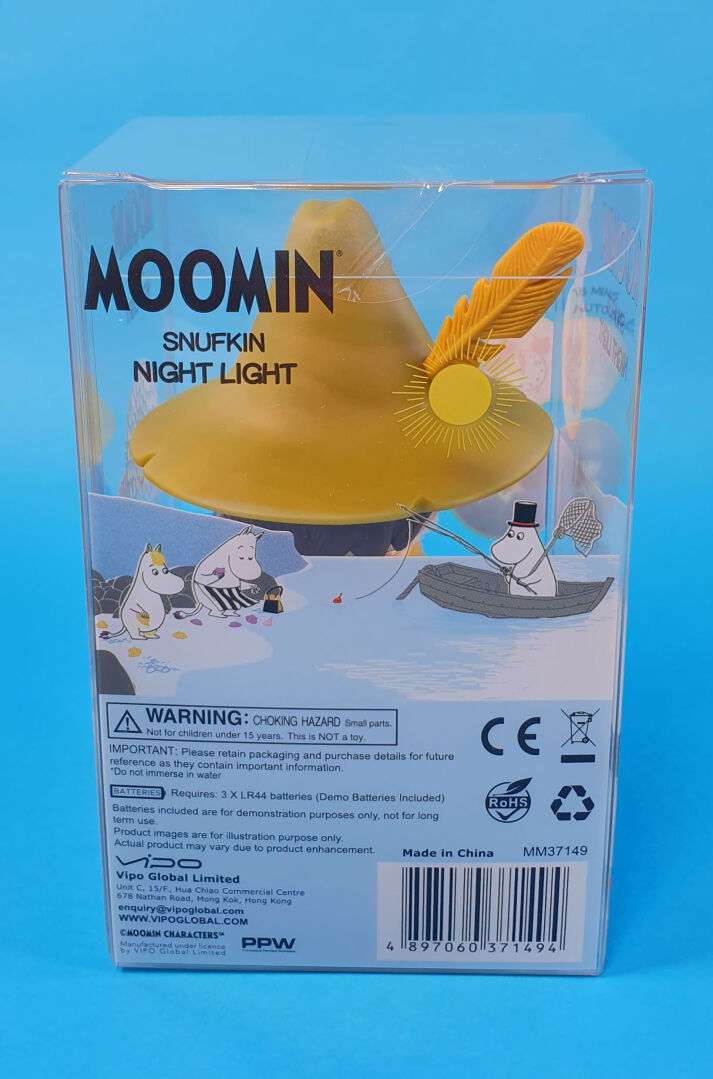 MOOMIN®
SNUFKIN
NIGHT LIGHT
WARNING: CHOKING HAZARD Small parts.
Not for children under 15 years. This is NOT a toy.
IMPORTANT: Please retain packaging and purchase details for future
reference as they contain important information.
*Do not immerse in water
BATTERIES Requires: 3 X LR44 batteries (Demo Batteries Included)
Batteries included are for demonstration purposes only, not for long
term use.
Product images are for illustration purpose only.
Actual product may vary due to product enhancement.
CE
RoHS
Made in China MM37149
VIPO
Vipo Global Limited
Unit C, 15/F., Hua Chiao Commercial Centre
678 Nathan Road, Mong Kok, Hong Kong
enquiry@vipoglobal.com
WWW.VIPOGLOBAL.COM
©MOOMIN CHARACTERS™
Manufactured under licence
by VIPO Global Limited
PPW
4 897060 371494